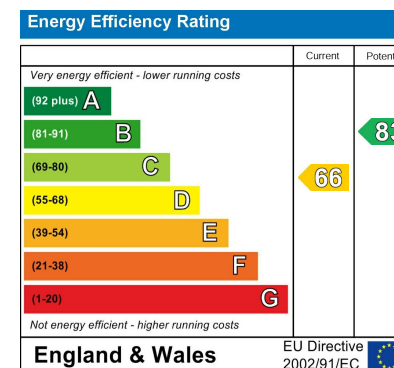 Energy Efficiency Rating
Current Potent
Very energy efficient - lower running costs
(92 plus) A
(81-91) B
83
(69-80) C
66
(55-68) D
(39-54) E
(21-38) F
(1-20) G
Not energy efficient - higher running costs
England & Wales
EU Directive
2002/91/EC